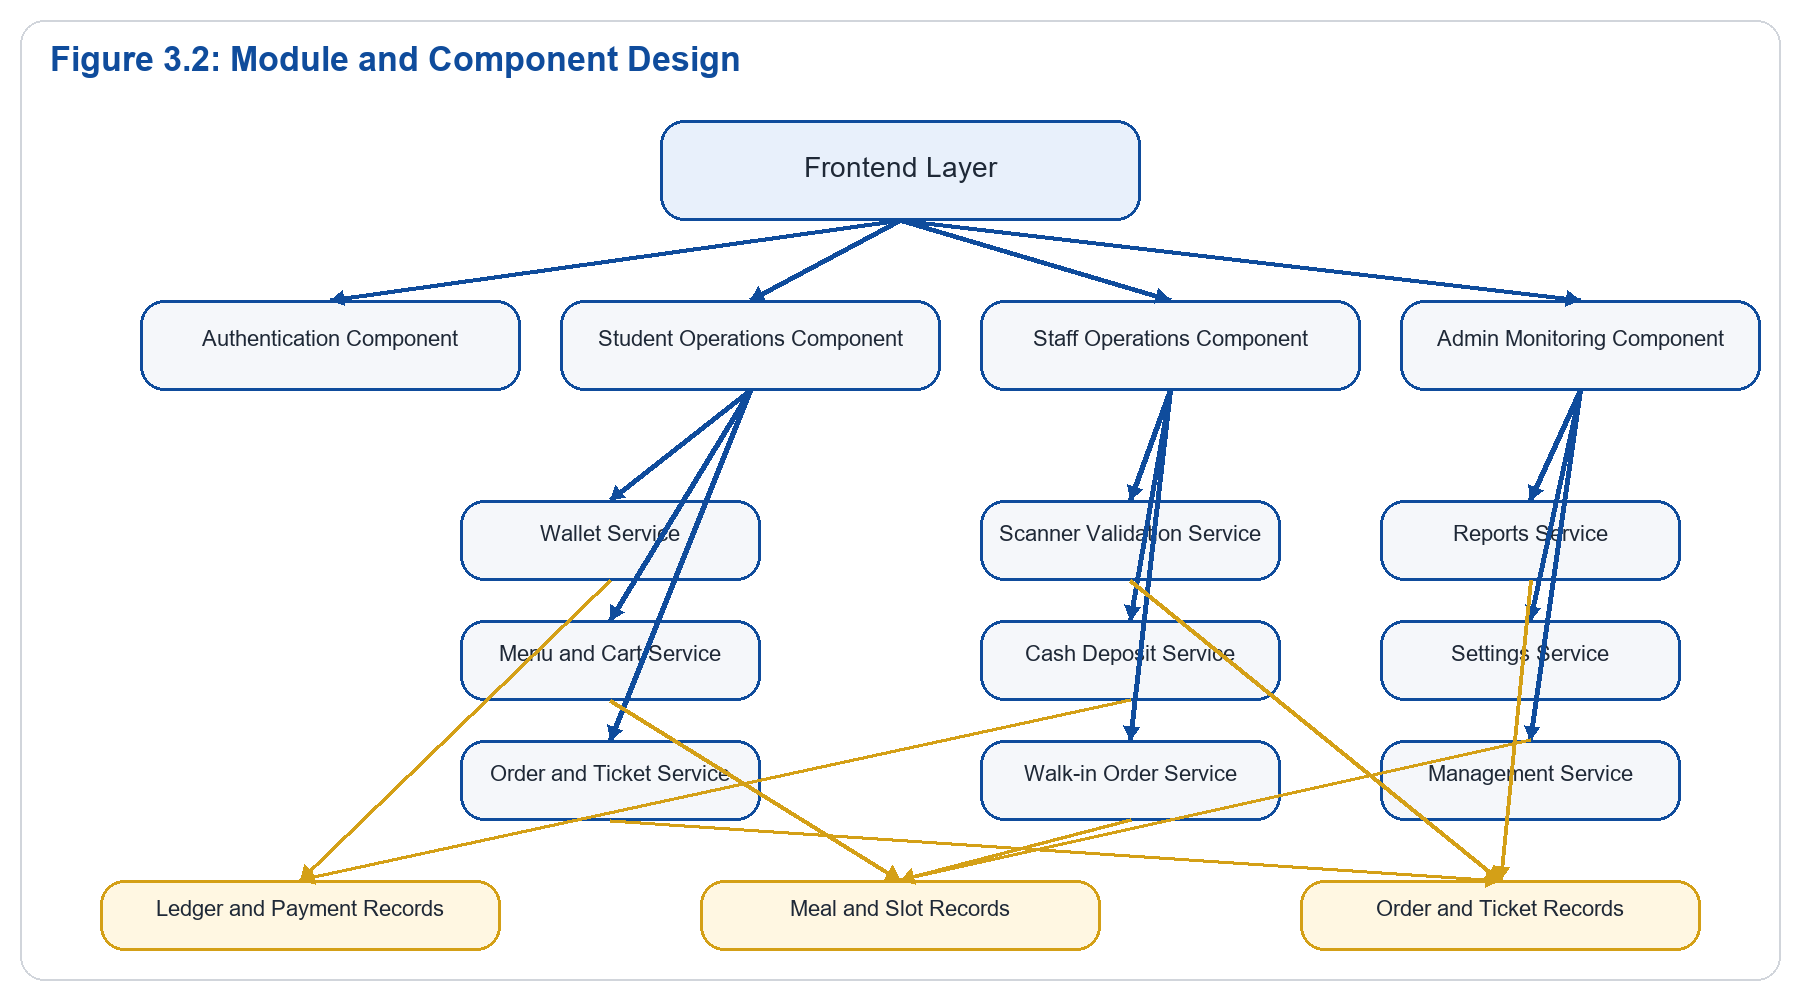 Figure 3.2: Module and Component Design
Frontend Layer
Authentication Component
Student Operations Component
Staff Operations Component
Admin Monitoring Component
Wallet Service
Scanner Validation Service
Reports Service
Menu and Cart Service
Cash Deposit Service
Settings Service
Order and Ticket Service
Walk-in Order Service
Management Service
Ledger and Payment Records
Meal and Slot Records
Order and Ticket Records